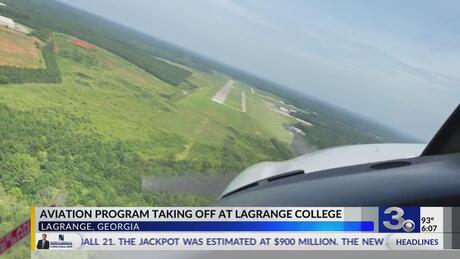 AVIATION PROGRAM TAKING OFF AT LAGRANGE COLLEGE
LAGRANGE, GEORGIA
3
93°
6:07
ALL 21. THE JACKPOT WAS ESTIMATED AT $900 MILLION. THE NEW
HEADLINES